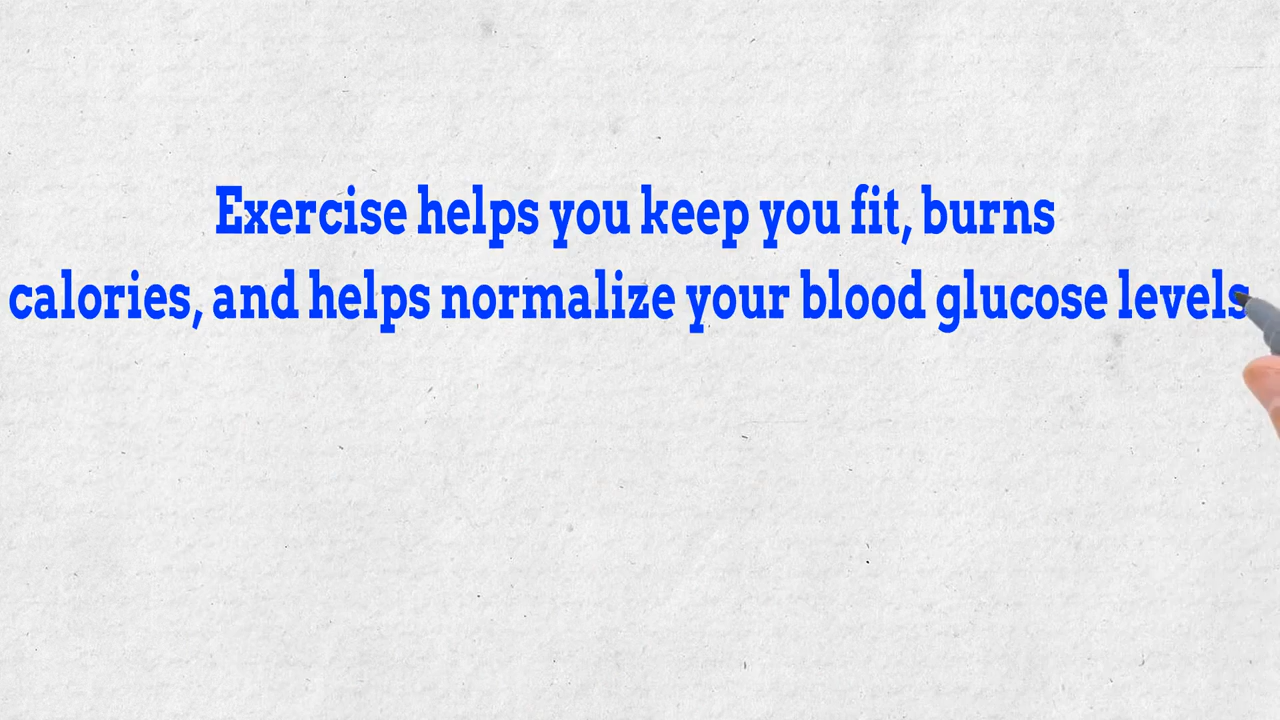 Exercise helps you keep you fit, burns
calories, and helps normalize your blood glucose levels